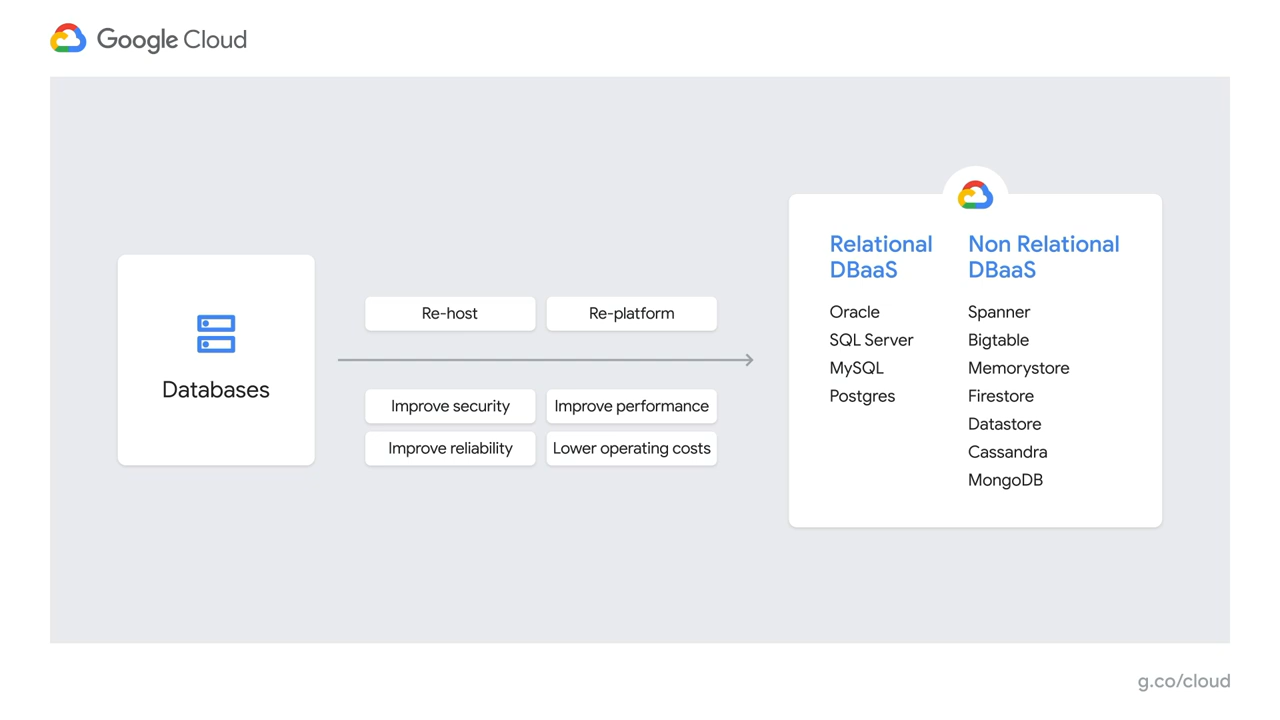 Google Cloud
Databases
Re-host
Re-platform
Improve security
Improve performance
Improve reliability
Lower operating costs
Relational
DBaaS
Oracle
SQL Server
MySQL
Postgres
Non Relational
DBaaS
Spanner
Bigtable
Memorystore
Firestore
Datastore
Cassandra
MongoDB
g.co/cloud